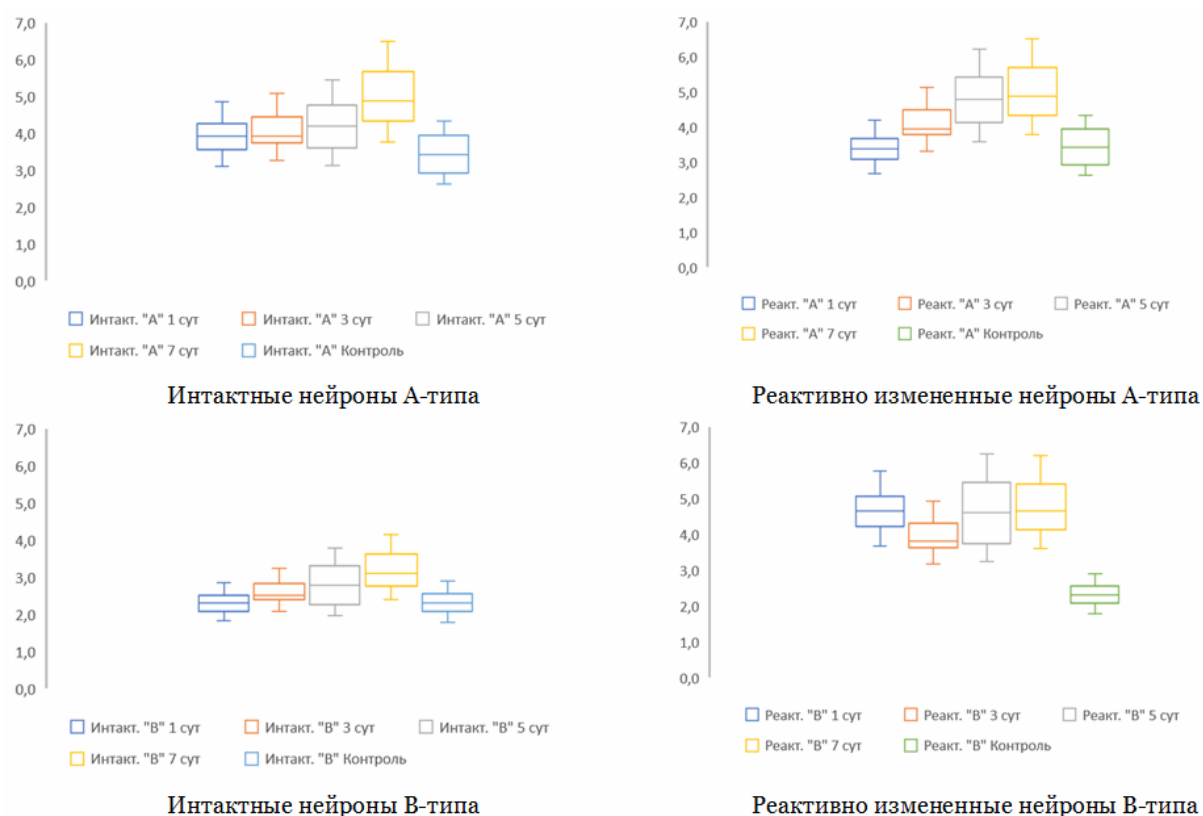 7,0
6,0
5,0
4,0
3,0
2,0
1,0
0,0
Интакт. "А" 1 сут Интакт. "А" 3 сут Интакт. "А" 5 сут
Интакт. "А" 7 сут Интакт. "А" Контроль
Интактные нейроны А-типа
7,0
6,0
5,0
4,0
3,0
2,0
1,0
0,0
Реакт. "А" 1 сут Реакт. "А" 3 сут Реакт. "А" 5 сут
Реакт. "А" 7 сут Реакт. "А" Контроль
Реактивно измененные нейроны А-типа
7,0
6,0
5,0
4,0
3,0
2,0
1,0
0,0
Интакт. "В" 1 сут Интакт. "В" 3 сут Интакт. "В" 5 сут
Интакт. "В" 7 сут Интакт. "В" Контроль
Интактные нейроны В-типа
7,0
6,0
5,0
4,0
3,0
2,0
1,0
0,0
Реакт. "В" 1 сут Реакт. "В" 3 сут Реакт. "В" 5 сут
Реакт. "В" 7 сут Реакт. "В" Контроль
Реактивно измененные нейроны В-типа